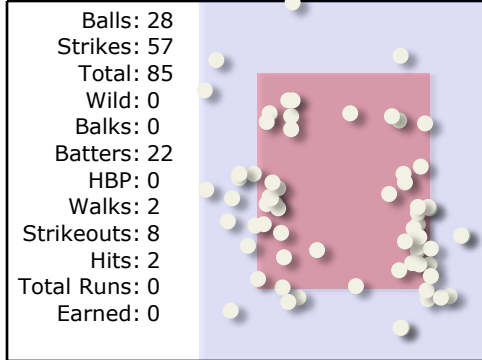 Balls: 28
Strikes: 57
Total: 85
Wild: 0
Balks: 0
Batters: 22
HBP: 0
Walks: 2
Strikeouts: 8
Hits: 2
Total Runs: 0
Earned: 0